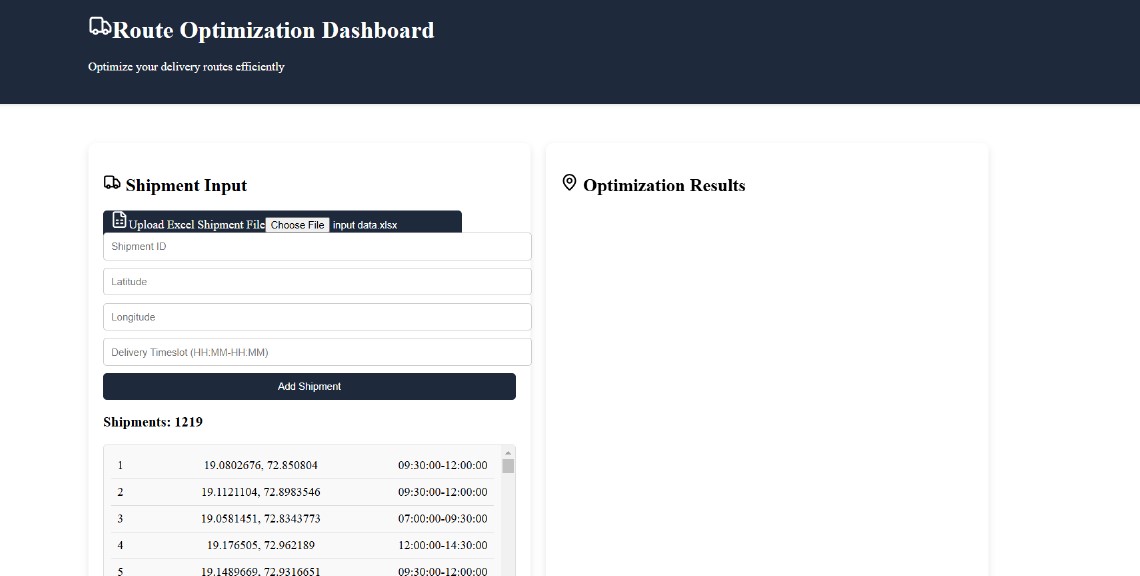 Route Optimization Dashboard
Optimize your delivery routes efficiently
Shipment Input
Upload Excel Shipment File Choose File input data.xlsx
Shipment ID
Latitude
Longitude
Delivery Timeslot (HH:MM-HH:MM)
Add Shipment
Shipments: 1219
1 19.0802676, 72.850804 09:30:00-12:00:00
2 19.1121104, 72.8983546 09:30:00-12:00:00
3 19.0581451, 72.8343773 07:00:00-09:30:00
4 19.176505, 72.962189 12:00:00-14:30:00
5 19.1489669, 72.9316651 09:30:00-12:00:00
Optimization Results